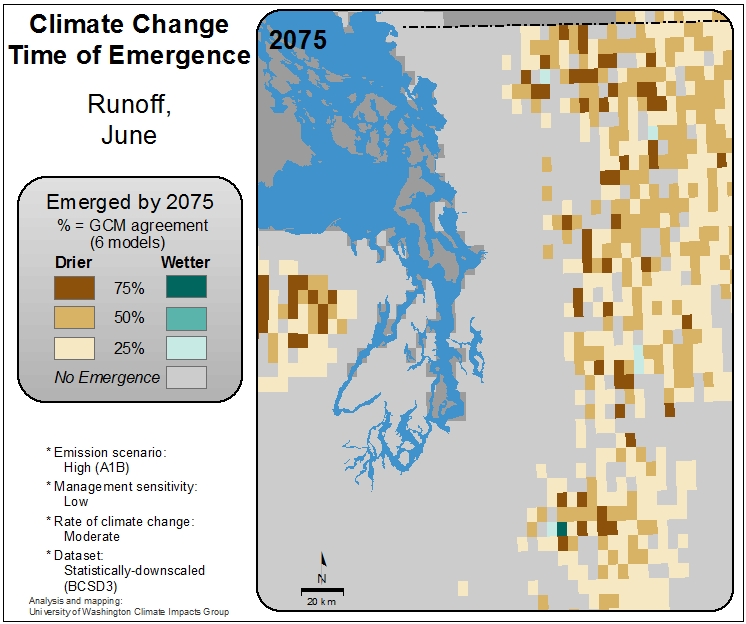 Climate Change
Time of Emergence
Runoff,
June
Emerged by 2075
% = GCM agreement
(6 models)
Drier Wetter
75%
50%
25%
No Emergence
* Emission scenario:
High (A1B)
* Management sensitivity:
Low
* Rate of climate change:
Moderate
* Dataset:
Statistically-downscaled
(BCSD3)
Analysis and mapping:
University of Washington Climate Impacts Group
2075
N
20 km